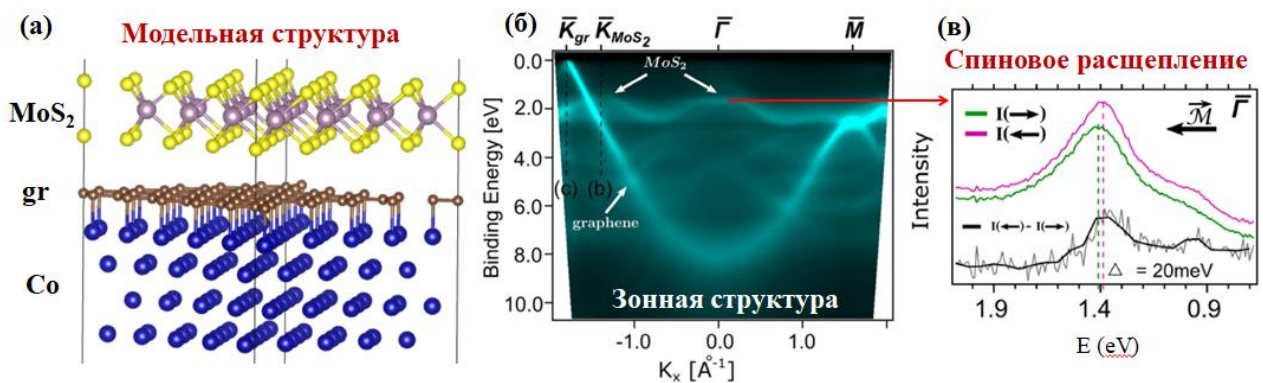 (а)
Модельная структура
MoS2
gr
Co
(б)
K̅gr K̅MoS2 Γ̅ M̅
MoS2
0.0
2.0
4.0
6.0
8.0
10.0
Binding Energy [eV]
(c) (b)
graphene
Зонная структура
-1.0 0.0 1.0
Kx [Å-1]
(в)
Спиновое расщепление
I(→)
I(←)
M⃗ Γ̅
Intensity
I(←) - I(→)
Δ = 20meV
1.9 1.4 0.9
E (eV)